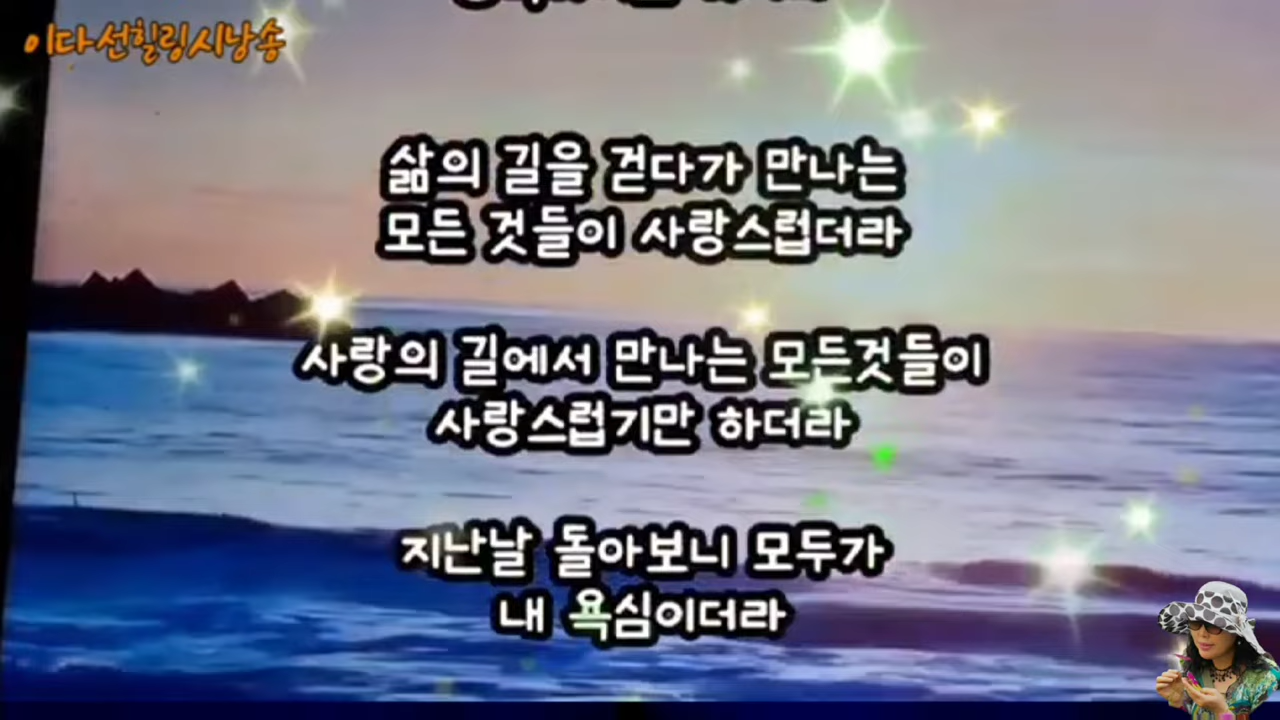 이다선힐링시낭송
삶의 길을 걷다가 만나는
모든 것들이 사랑스럽더라
사랑의 길에서 만나는 모든것들이
사랑스럽기만 하더라
지난날 돌아보니 모두가
내 욕심이더라